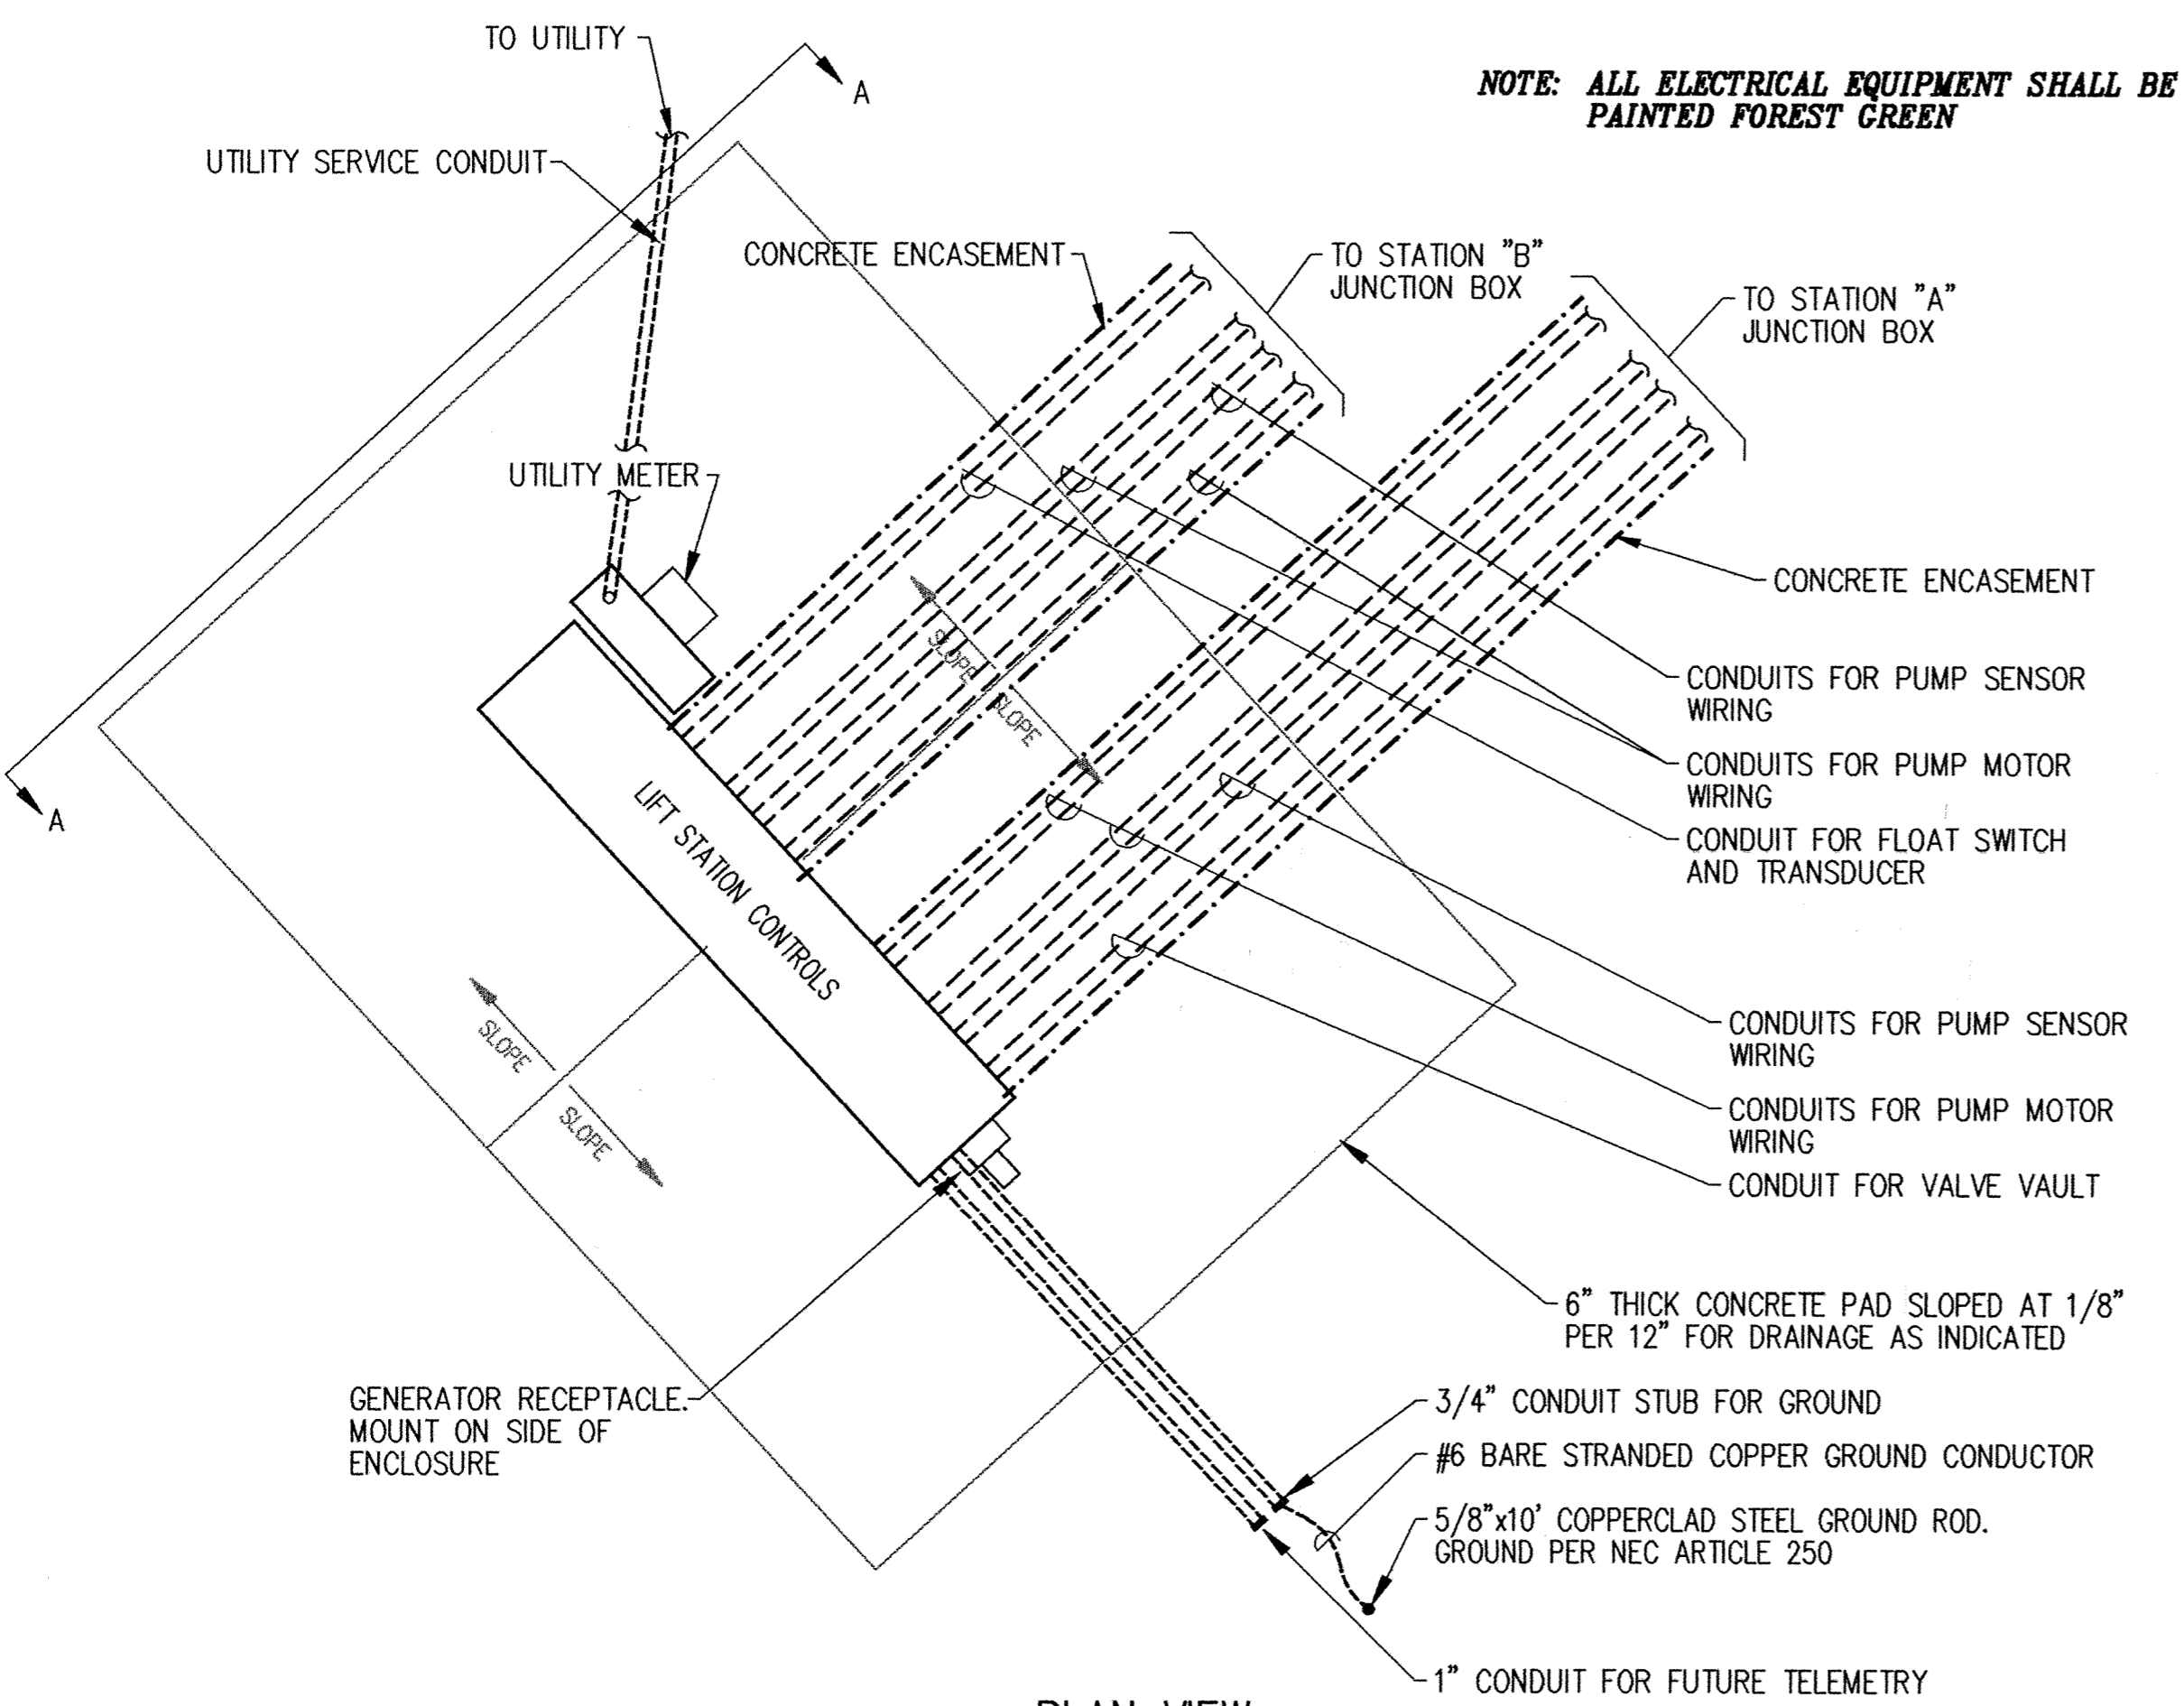 TO UTILITY
A
NOTE: ALL ELECTRICAL EQUIPMENT SHALL BE
PAINTED FOREST GREEN
UTILITY SERVICE CONDUIT
CONCRETE ENCASEMENT
TO STATION "B"
JUNCTION BOX
TO STATION "A"
JUNCTION BOX
UTILITY METER
CONCRETE ENCASEMENT
SLOPE
SLOPE
CONDUITS FOR PUMP SENSOR
WIRING
CONDUITS FOR PUMP MOTOR
WIRING
CONDUIT FOR FLOAT SWITCH
AND TRANSDUCER
A
LIFT STATION CONTROLS
SLOPE
SLOPE
CONDUITS FOR PUMP SENSOR
WIRING
CONDUITS FOR PUMP MOTOR
WIRING
CONDUIT FOR VALVE VAULT
6" THICK CONCRETE PAD SLOPED AT 1/8"
PER 12" FOR DRAINAGE AS INDICATED
GENERATOR RECEPTACLE.
MOUNT ON SIDE OF
ENCLOSURE
3/4" CONDUIT STUB FOR GROUND
#6 BARE STRANDED COPPER GROUND CONDUCTOR
5/8"x10' COPPERCLAD STEEL GROUND ROD.
GROUND PER NEC ARTICLE 250
1" CONDUIT FOR FUTURE TELEMETRY
PLAN VIEW